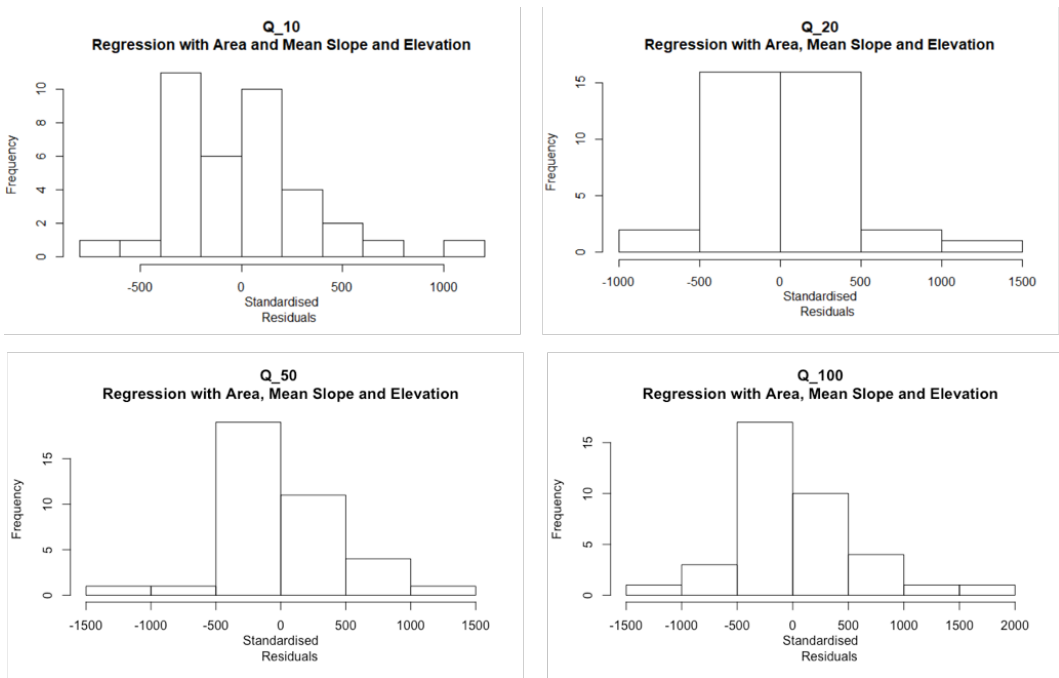 Q_10
Regression with Area and Mean Slope and Elevation
Frequency
0
2
4
6
8
10
-500
0
500
1000
Standardised
Residuals
Q_20
Regression with Area, Mean Slope and Elevation
Frequency
0
5
10
15
-1000
-500
0
500
1000
1500
Standardised
Residuals
Q_50
Regression with Area, Mean Slope and Elevation
Frequency
0
5
10
15
-1500
-1000
-500
0
500
1000
1500
Standardised
Residuals
Q_100
Regression with Area, Mean Slope and Elevation
Frequency
0
5
10
15
-1500
-1000
-500
0
500
1000
1500
2000
Standardised
Residuals